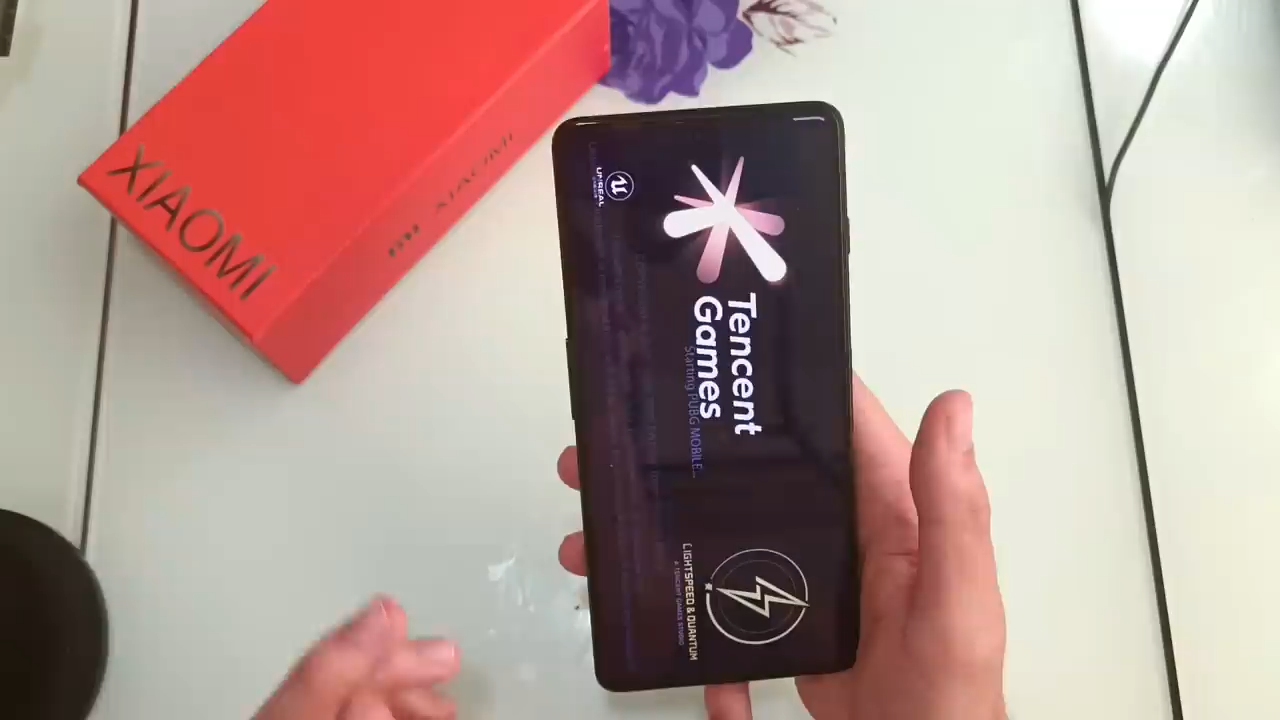 XIAOMI
XIAOMI
UNREAL
Tencent
Games
Starting PUBG MOBILE...
LIGHTSPEED & QUANTUM
A TENCENT GAMES STUDIO